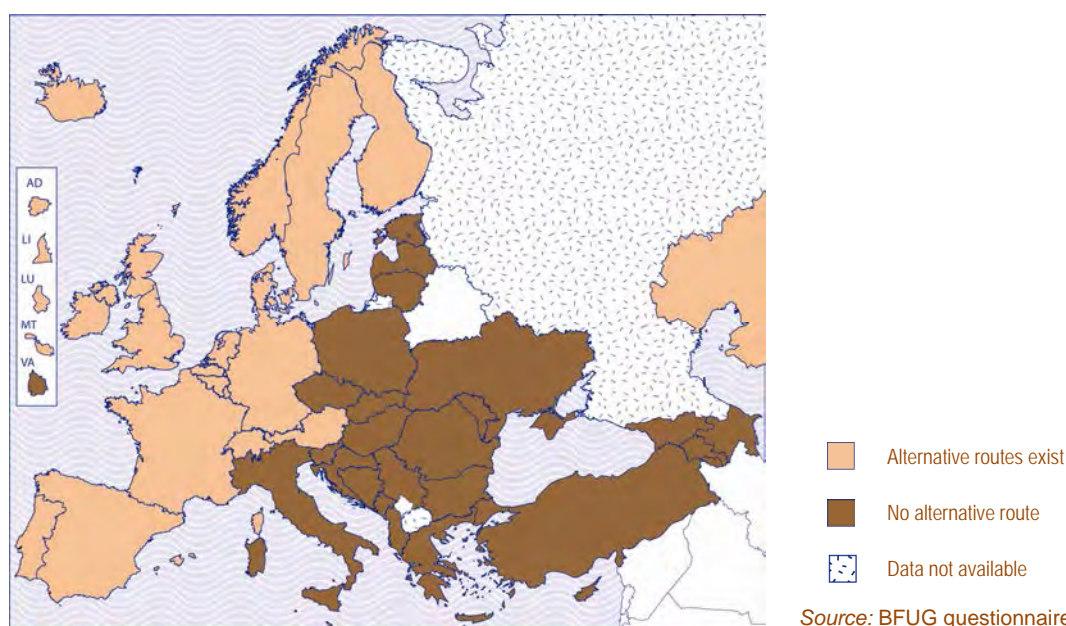 AD
LI
LU
MT
VA
Alternative routes exist
No alternative route
Data not available
Source: BFUG questionnaire